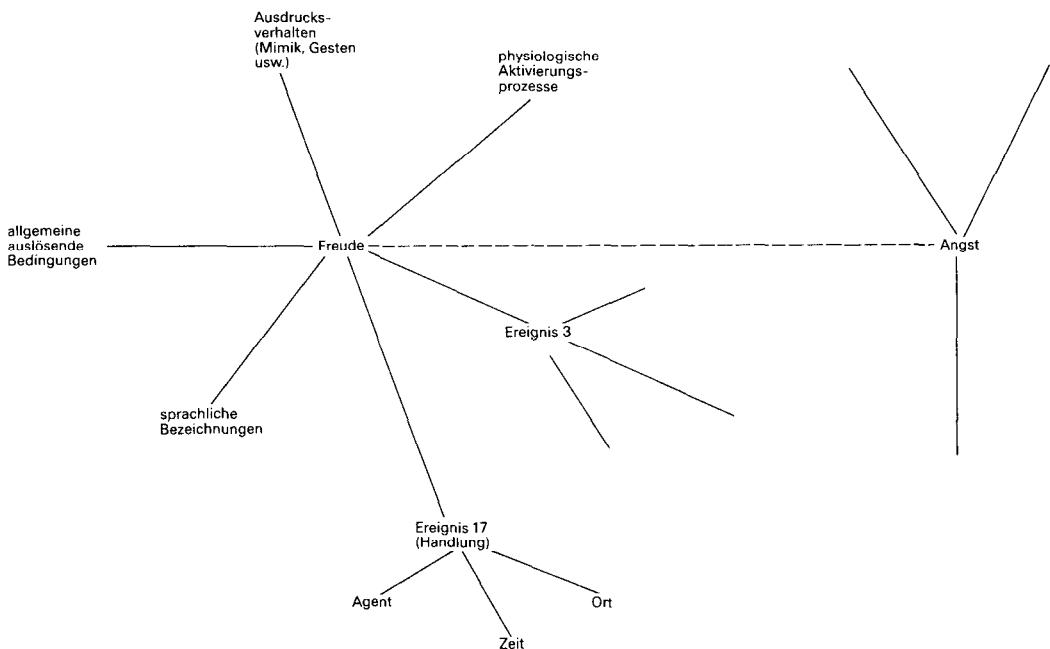 Ausdrucks-
verhalten
(Mimik, Gesten
usw.)
physiologische
Aktivierungs-
prozesse
allgemeine
auslösende
Bedingungen
Freude
Angst
Ereignis 3
sprachliche
Bezeichnungen
Ereignis 17
(Handlung)
Agent
Ort
Zeit